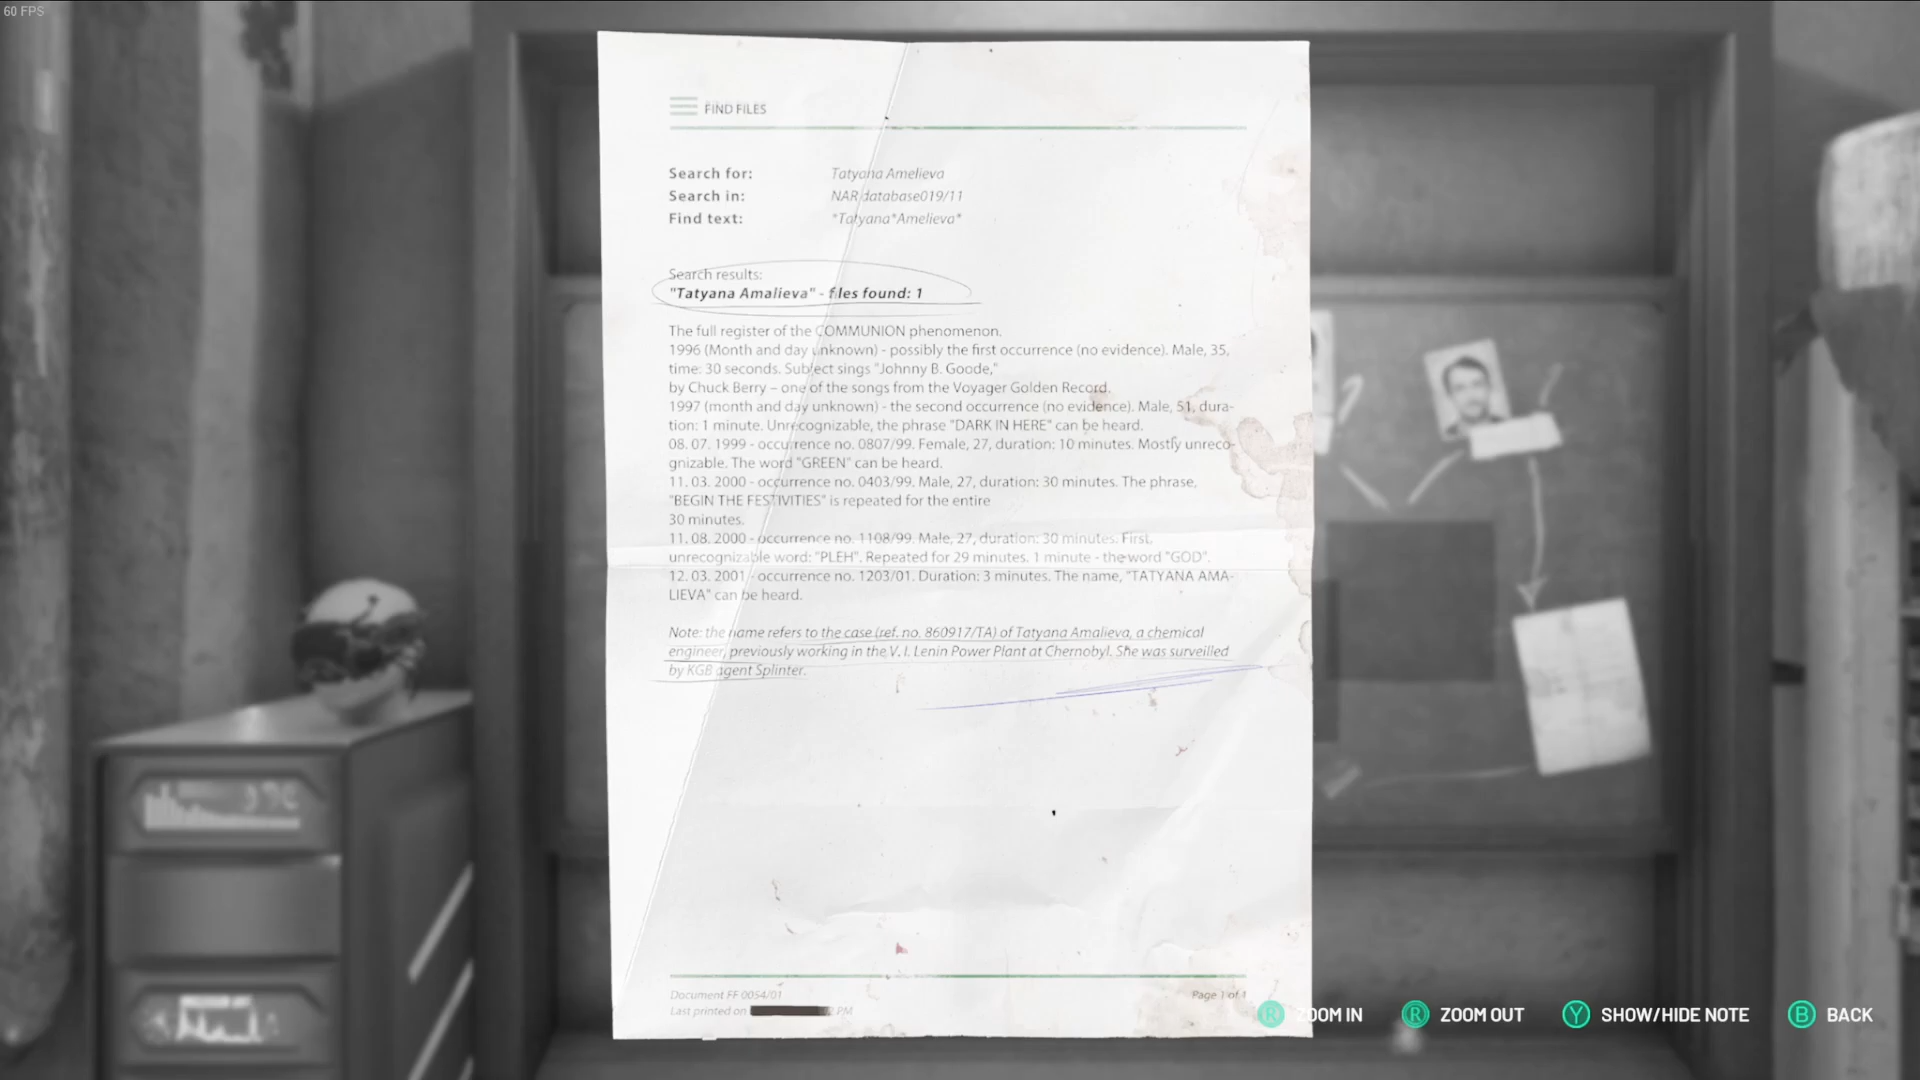 60 FPS
FIND FILES
Search for: Tatyana Amelieva
Search in: NAR database019/11
Find text: *Tatyana*Amelieva*
Search results:
"Tatyana Amalieva" - files found: 1
The full register of the COMMUNION phenomenon.
1996 (Month and day unknown) - possibly the first occurrence (no evidence). Male, 35,
time: 30 seconds. Subject sings "Johnny B. Goode,"
by Chuck Berry – one of the songs from the Voyager Golden Record.
1997 (month and day unknown) - the second occurrence (no evidence). Male, 51, dura-
tion: 1 minute. Unrecognizable, the phrase "DARK IN HERE" can be heard.
08. 07. 1999 - occurrence no. 0807/99. Female, 27, duration: 10 minutes. Mostly unreco-
gnizable. The word "GREEN" can be heard.
11. 03. 2000 - occurrence no. 0403/99. Male, 27, duration: 30 minutes. The phrase,
"BEGIN THE FESTIVITIES" is repeated for the entire
30 minutes.
11. 08. 2000 - occurrence no. 1108/99. Male, 27, duration: 30 minutes. First,
unrecognizable word: "PLEH". Repeated for 29 minutes. 1 minute - the word "GOD".
12. 03. 2001 - occurrence no. 1203/01. Duration: 3 minutes. The name, "TATYANA AMA-
LIEVA" can be heard.
Note: the name refers to the case (ref. no. 860917/TA) of Tatyana Amalieva, a chemical
engineer, previously working in the V. I. Lenin Power Plant at Chernobyl. She was surveilled
by KGB agent Splinter.
Document FF 0054/01
Page 1 of 1
Last printed on PM
R ZOOM IN R ZOOM OUT Y SHOW/HIDE NOTE B BACK